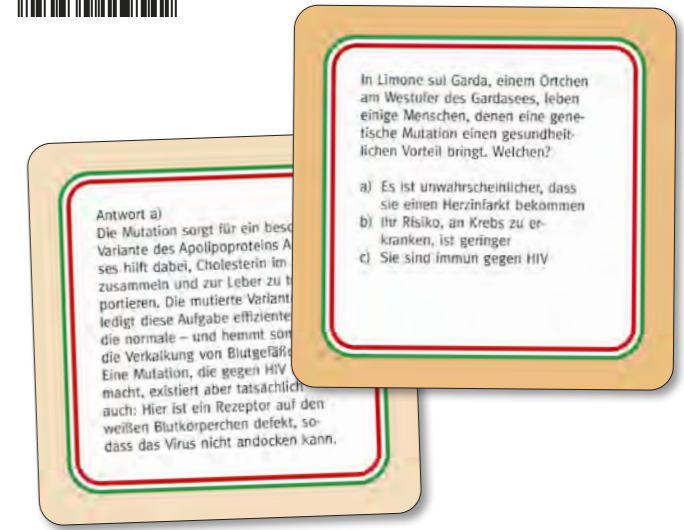 In Limone sul Garda, einem Örtchen
am Westufer des Gardasees, leben
einige Menschen, denen eine gene-
tische Mutation einen gesundheit-
lichen Vorteil bringt. Welchen?
a) Es ist unwahrscheinlicher, dass
sie einen Herzinfarkt bekommen
b) Ihr Risiko, an Krebs zu er-
kranken, ist geringer
c) Sie sind immun gegen HIV
Antwort a)
Die Mutation sorgt für ein
Variante des Apolipoproteins
ses hilft dabei, Cholesterin im
zusammeln und zur Leber zu
portieren. Die mutierte
ledigt diese Aufgabe
die normale – und hemmt
die Verkalkung von
Eine Mutation, die gegen HIV
macht, existiert aber tatsächlich
auch: Hier ist ein Rezeptor auf den
weißen Blutkörperchen defekt, so-
dass das Virus nicht andocken kann.